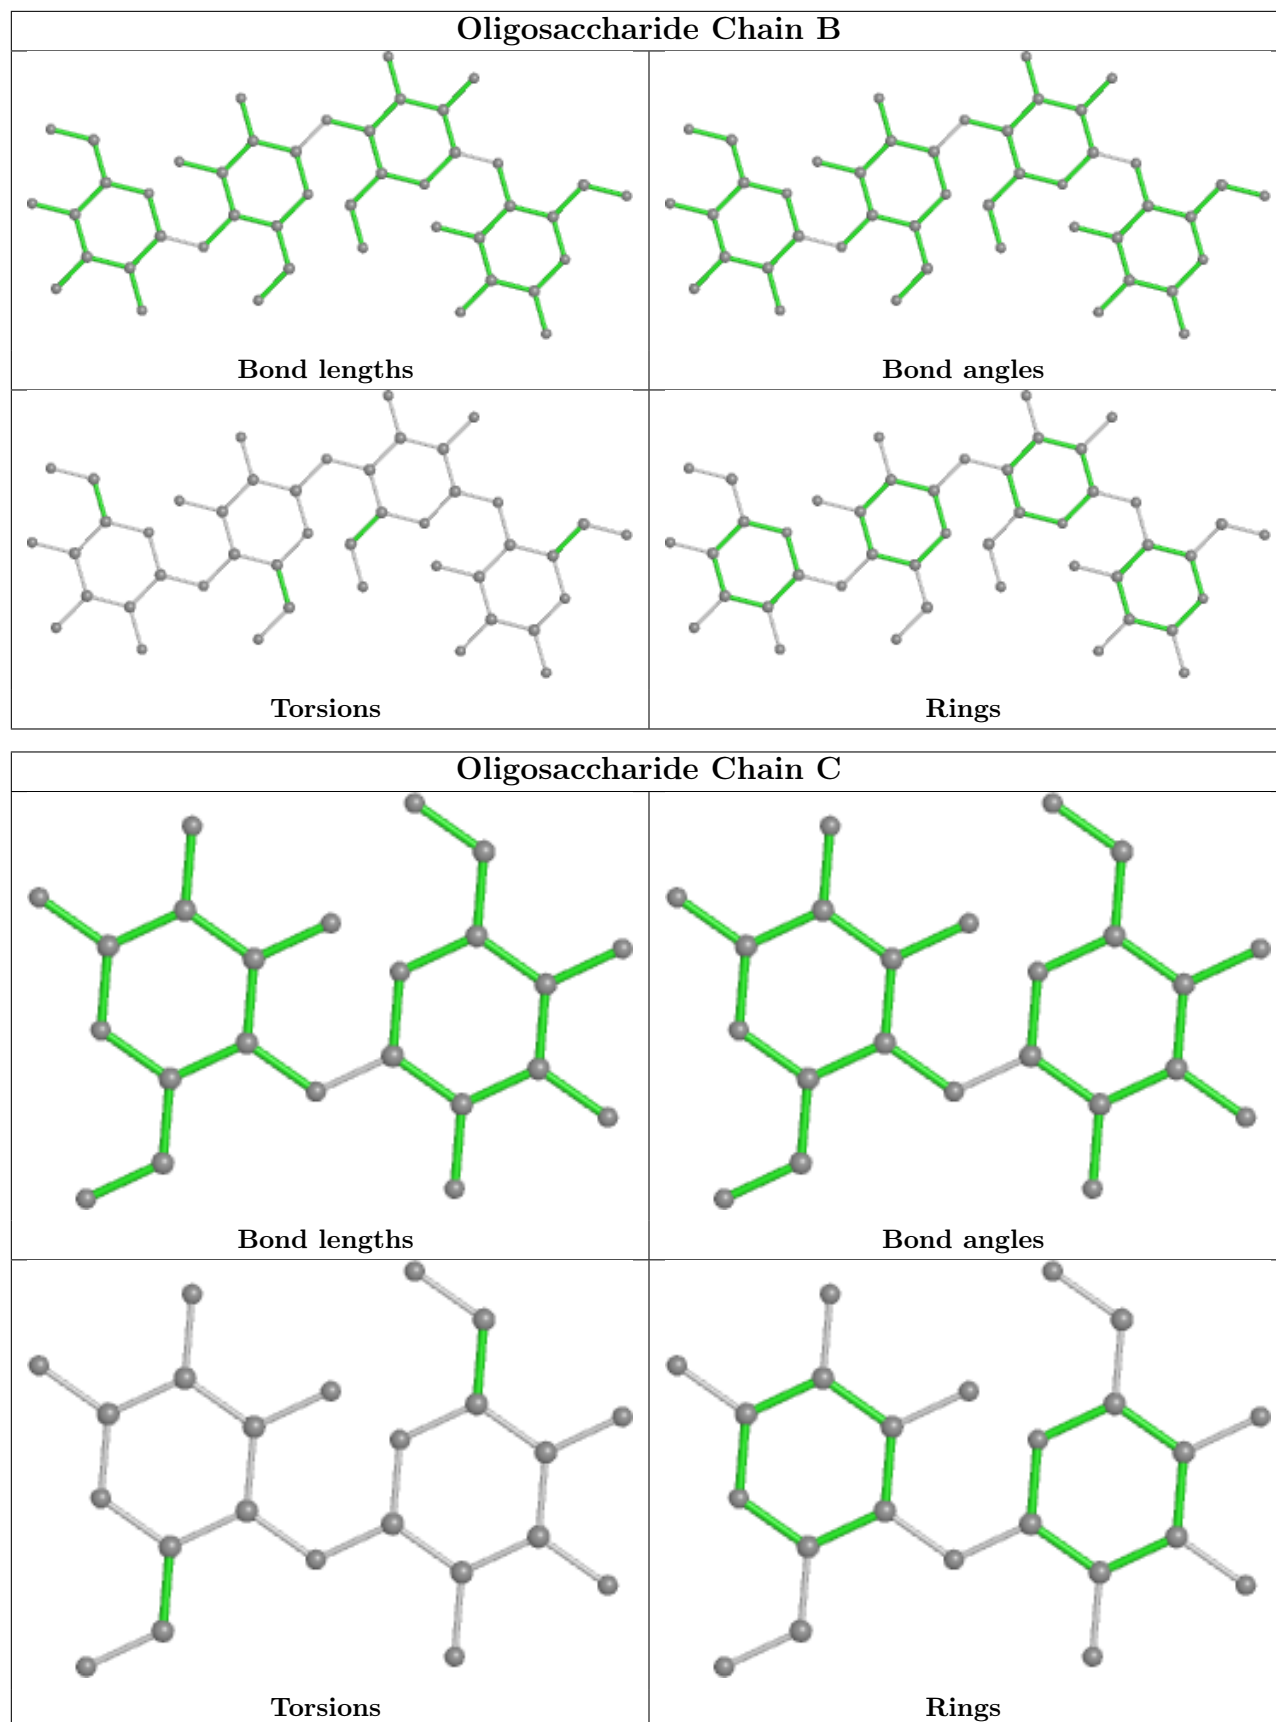 Oligosaccharide Chain B
Bond lengths
Bond angles
Torsions
Rings
Oligosaccharide Chain C
Bond lengths
Bond angles
Torsions
Rings